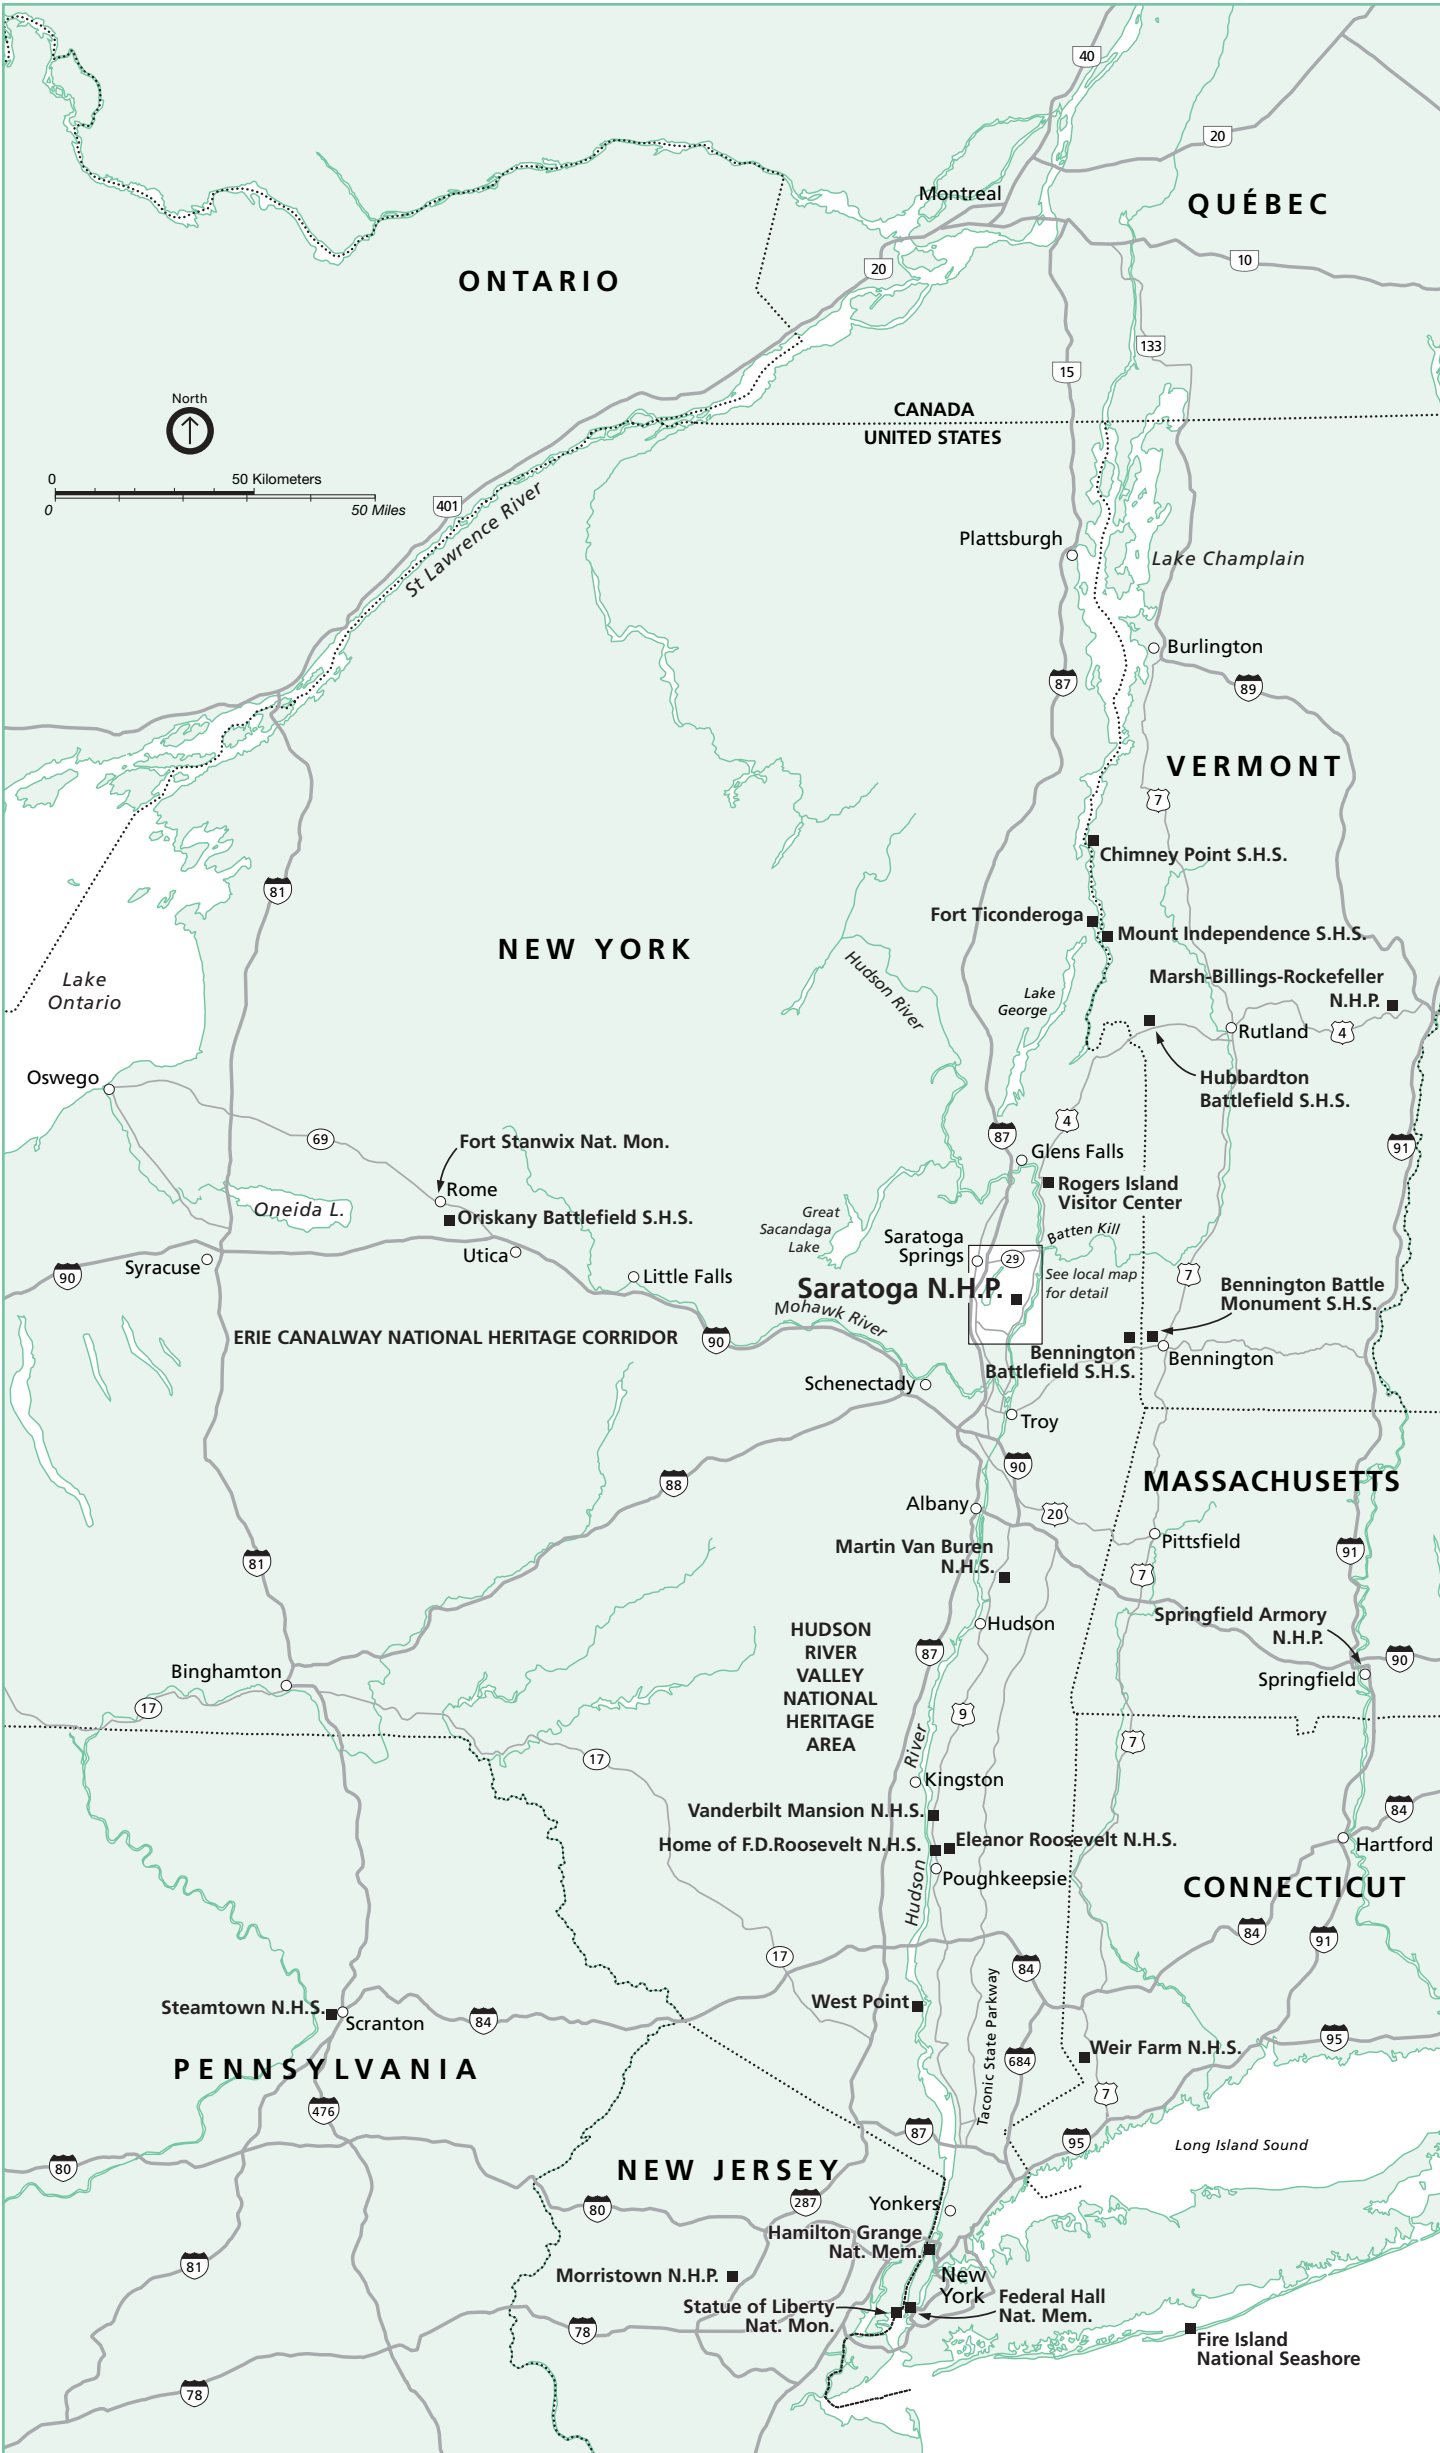 40
20
Montreal
QUÉBEC
10
20
ONTARIO
133
15
North
CANADA
UNITED STATES
0
50 Kilometers
0
50 Miles
401
St Lawrence River
Plattsburgh
Lake Champlain
Burlington
87
89
VERMONT
7
Chimney Point S.H.S.
81
Fort Ticonderoga
Mount Independence S.H.S.
NEW YORK
Hudson River
Lake
Ontario
Lake
George
Marsh-Billings-Rockefeller
N.H.P.
Rutland
4
Oswego
Hubbardton
Battlefield S.H.S.
4
69
Fort Stanwix Nat. Mon.
87
Glens Falls
91
Rome
Rogers Island
Visitor Center
Oneida L.
Oriskany Battlefield S.H.S.
Great
Sacandaga
Lake
Batten Kill
Saratoga
Springs
29
Utica
Syracuse
90
Little Falls
See local map
for detail
7
Saratoga N.H.P.
Bennington Battle
Monument S.H.S.
Mohawk River
ERIE CANALWAY NATIONAL HERITAGE CORRIDOR
90
Bennington
Battlefield S.H.S.
Bennington
Schenectady
Troy
90
88
MASSACHUSETTS
Albany
20
Pittsfield
Martin Van Buren
N.H.S.
81
91
7
Hudson
Springfield Armory
N.H.P.
HUDSON
RIVER
VALLEY
NATIONAL
HERITAGE
AREA
87
90
Binghamton
Springfield
17
9
7
17
River
Kingston
Vanderbilt Mansion N.H.S.
84
Home of F.D.Roosevelt N.H.S.
Eleanor Roosevelt N.H.S.
Hartford
Poughkeepsie
Hudson
CONNECTICUT
84
91
17
84
Taconic State Parkway
West Point
Steamtown N.H.S.
Scranton
84
95
Weir Farm N.H.S.
684
PENNSYLVANIA
7
476
87
95
Long Island Sound
80
NEW JERSEY
287
80
Yonkers
Hamilton Grange
Nat. Mem.
81
Morristown N.H.P.
New
York
Statue of Liberty
Nat. Mon.
Federal Hall
Nat. Mem.
78
Fire Island
National Seashore
78